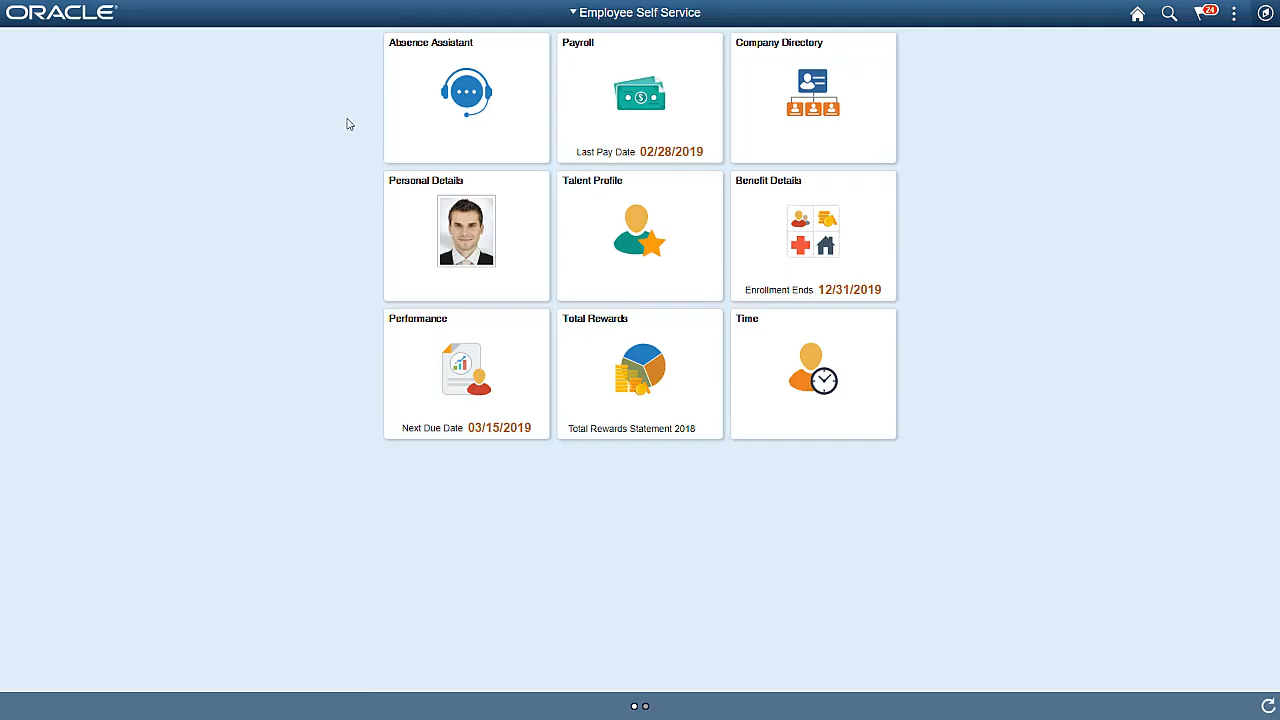 ORACLE
Employee Self Service
24
Absence Assistant
Payroll
Last Pay Date 02/28/2019
Company Directory
Personal Details
Talent Profile
Benefit Details
Enrollment Ends 12/31/2019
Performance
Next Due Date 03/15/2019
Total Rewards
Total Rewards Statement 2018
Time